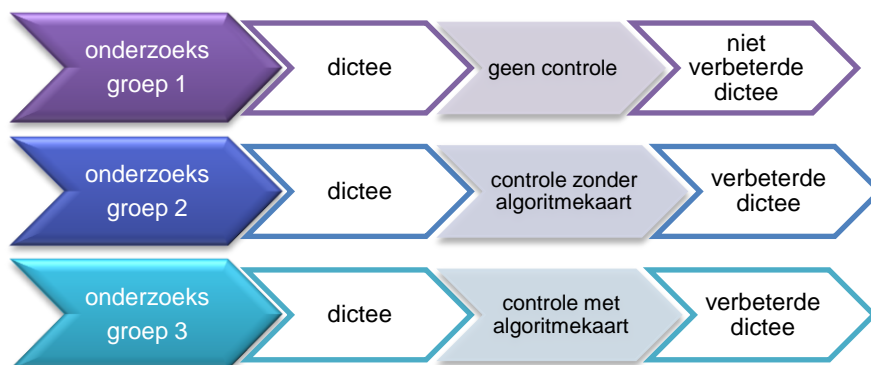 onderzoeks
groep 1
dictee
geen controle
niet
verbeterde
dictee
onderzoeks
groep 2
dictee
controle zonder
algoritmekaart
verbeterde
dictee
onderzoeks
groep 3
dictee
controle met
algoritmekaart
verbeterde
dictee